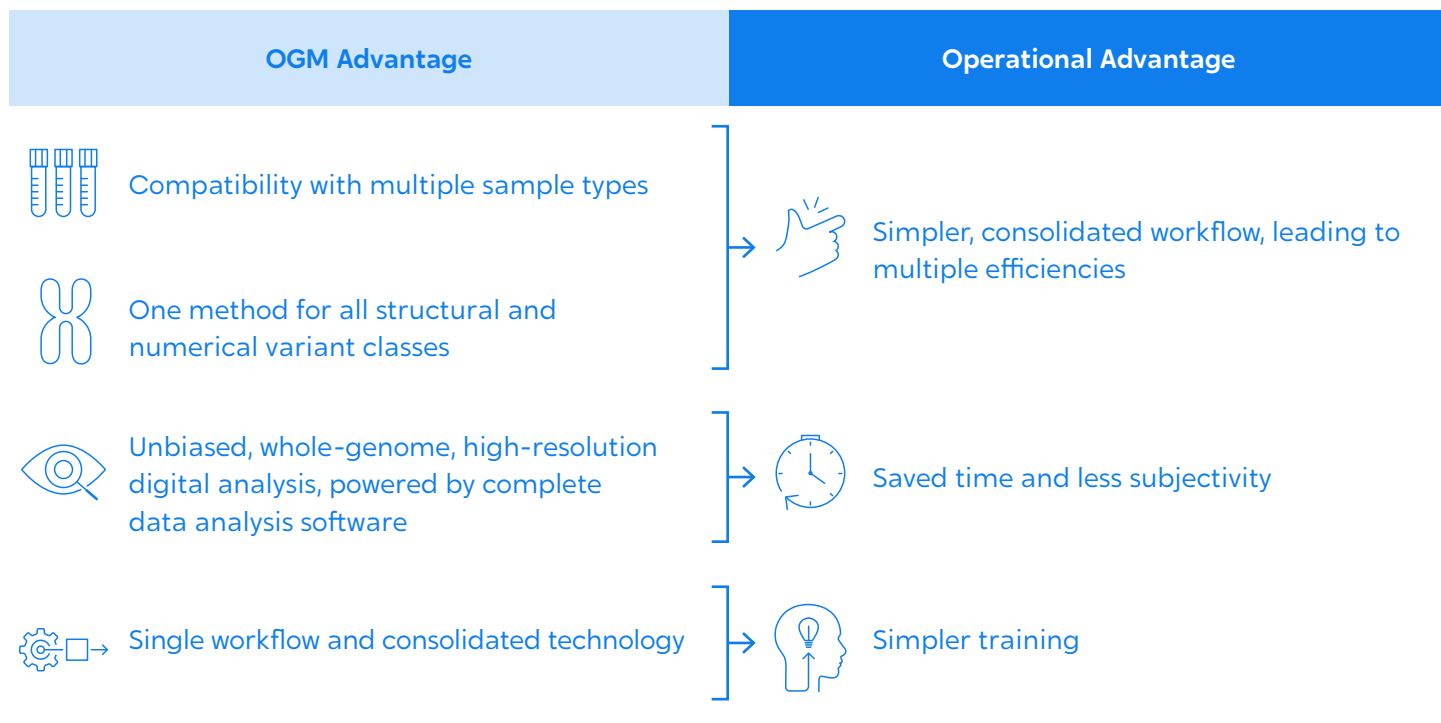 OGM Advantage
Operational Advantage
Compatibility with multiple sample types
One method for all structural and
numerical variant classes
Simpler, consolidated workflow, leading to
multiple efficiencies
Unbiased, whole-genome, high-resolution
digital analysis, powered by complete
data analysis software
Saved time and less subjectivity
Single workflow and consolidated technology
Simpler training